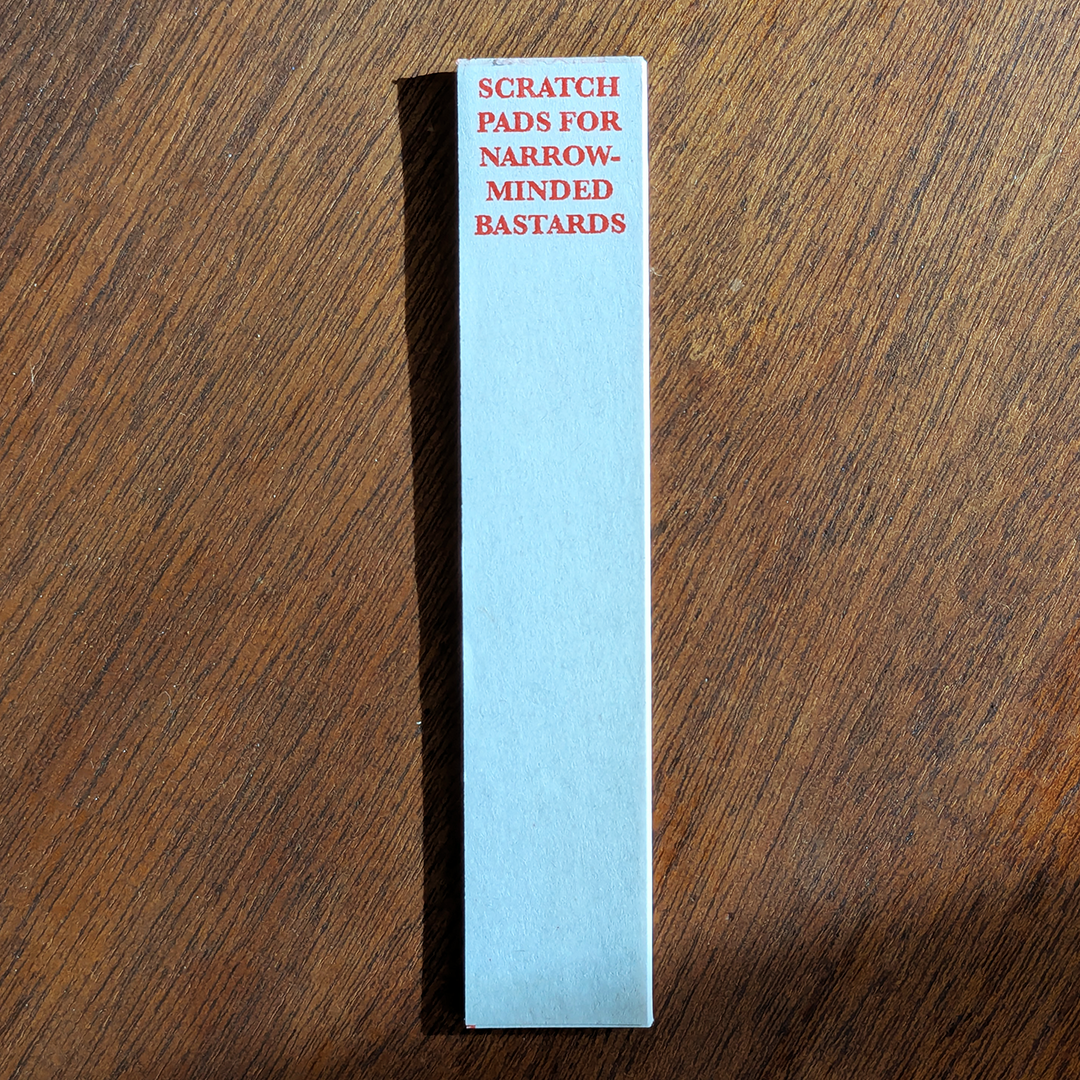 SCRATCH
PADS FOR
NARROW-
MINDED
BASTARDS